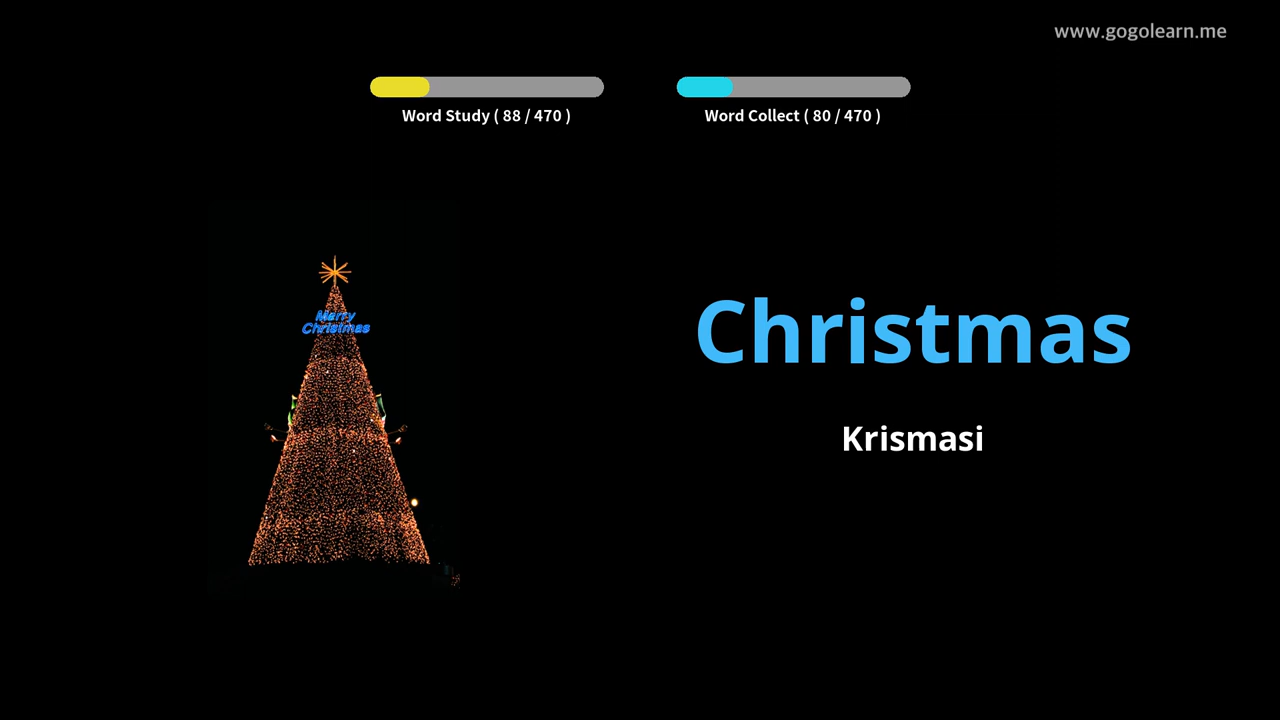 www.gogolearn.me
Word Study ( 88 / 470 )
Word Collect ( 80 / 470 )
Merry
Christmas
Christmas
Krismasi